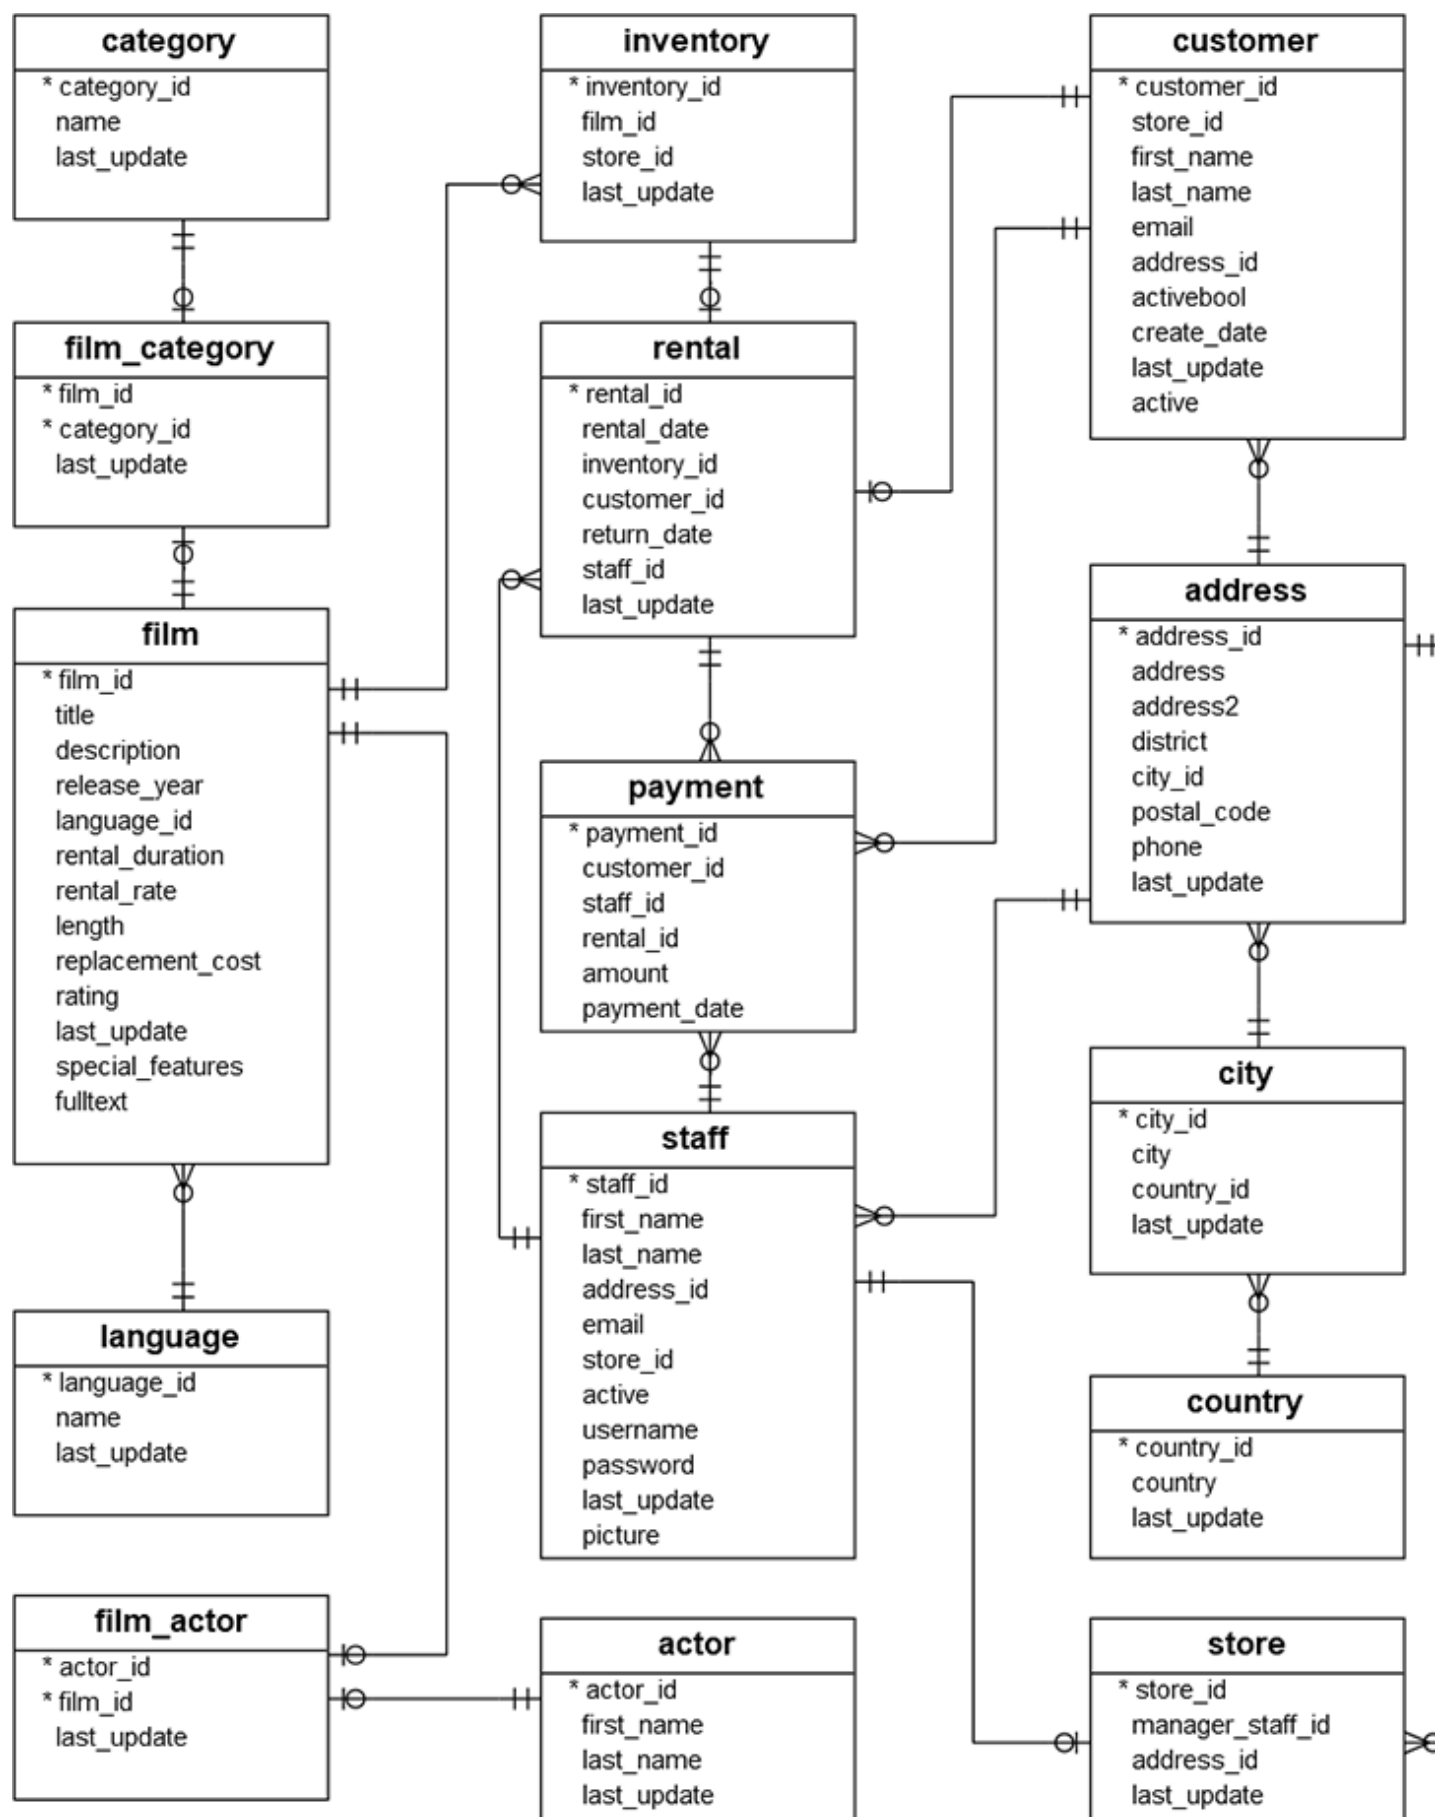 category
* category_id
name
last_update
film_category
* film_id
* category_id
last_update
film
* film_id
title
description
release_year
language_id
rental_duration
rental_rate
length
replacement_cost
rating
last_update
special_features
fulltext
language
* language_id
name
last_update
film_actor
* actor_id
* film_id
last_update
inventory
* inventory_id
film_id
store_id
last_update
rental
* rental_id
rental_date
inventory_id
customer_id
return_date
staff_id
last_update
payment
* payment_id
customer_id
staff_id
rental_id
amount
payment_date
staff
* staff_id
first_name
last_name
address_id
email
store_id
active
username
password
last_update
picture
actor
* actor_id
first_name
last_name
last_update
customer
* customer_id
store_id
first_name
last_name
email
address_id
activebool
create_date
last_update
active
address
* address_id
address
address2
district
city_id
postal_code
phone
last_update
city
* city_id
city
country_id
last_update
country
* country_id
country
last_update
store
* store_id
manager_staff_id
address_id
last_update